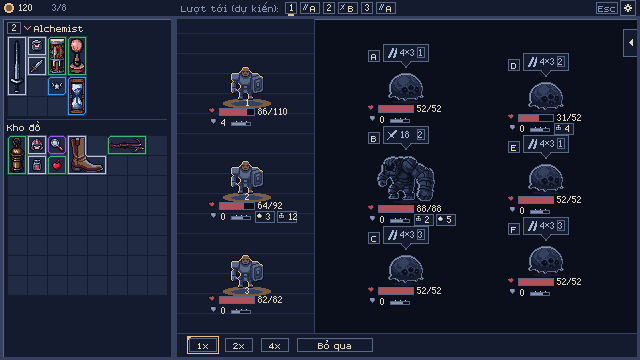 120 3/8 Lượt tới (dự kiến): 1 A 2 B 3 A Esc
2 Alchemist
Kho đồ
1
86/110
4
2
64/92
0 3 12
3
82/82
0
A 4×3 1
52/52
0
B 18 2
88/88
0 2 5
C 4×3 3
52/52
0
D 4×3 2
31/52
0 4
E 4×3 1
52/52
0
F 4×3 3
52/52
0
1x 2x 4x Bỏ qua